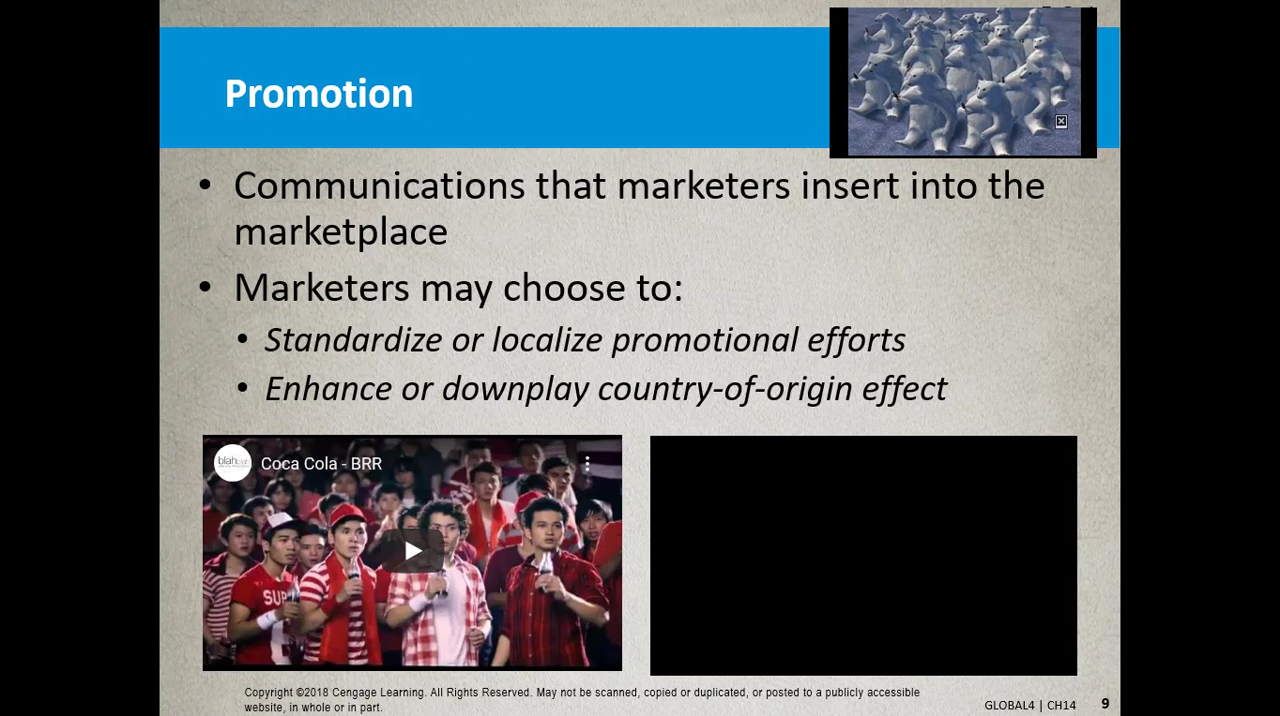 Promotion
• Communications that marketers insert into the
marketplace
• Marketers may choose to:
• Standardize or localize promotional efforts
• Enhance or downplay country-of-origin effect
blah
Coca Cola - BRR
SUP
Copyright ©2018 Cengage Learning. All Rights Reserved. May not be scanned, copied or duplicated, or posted to a publicly accessible
website, in whole or in part.
GLOBAL4 | CH14 9